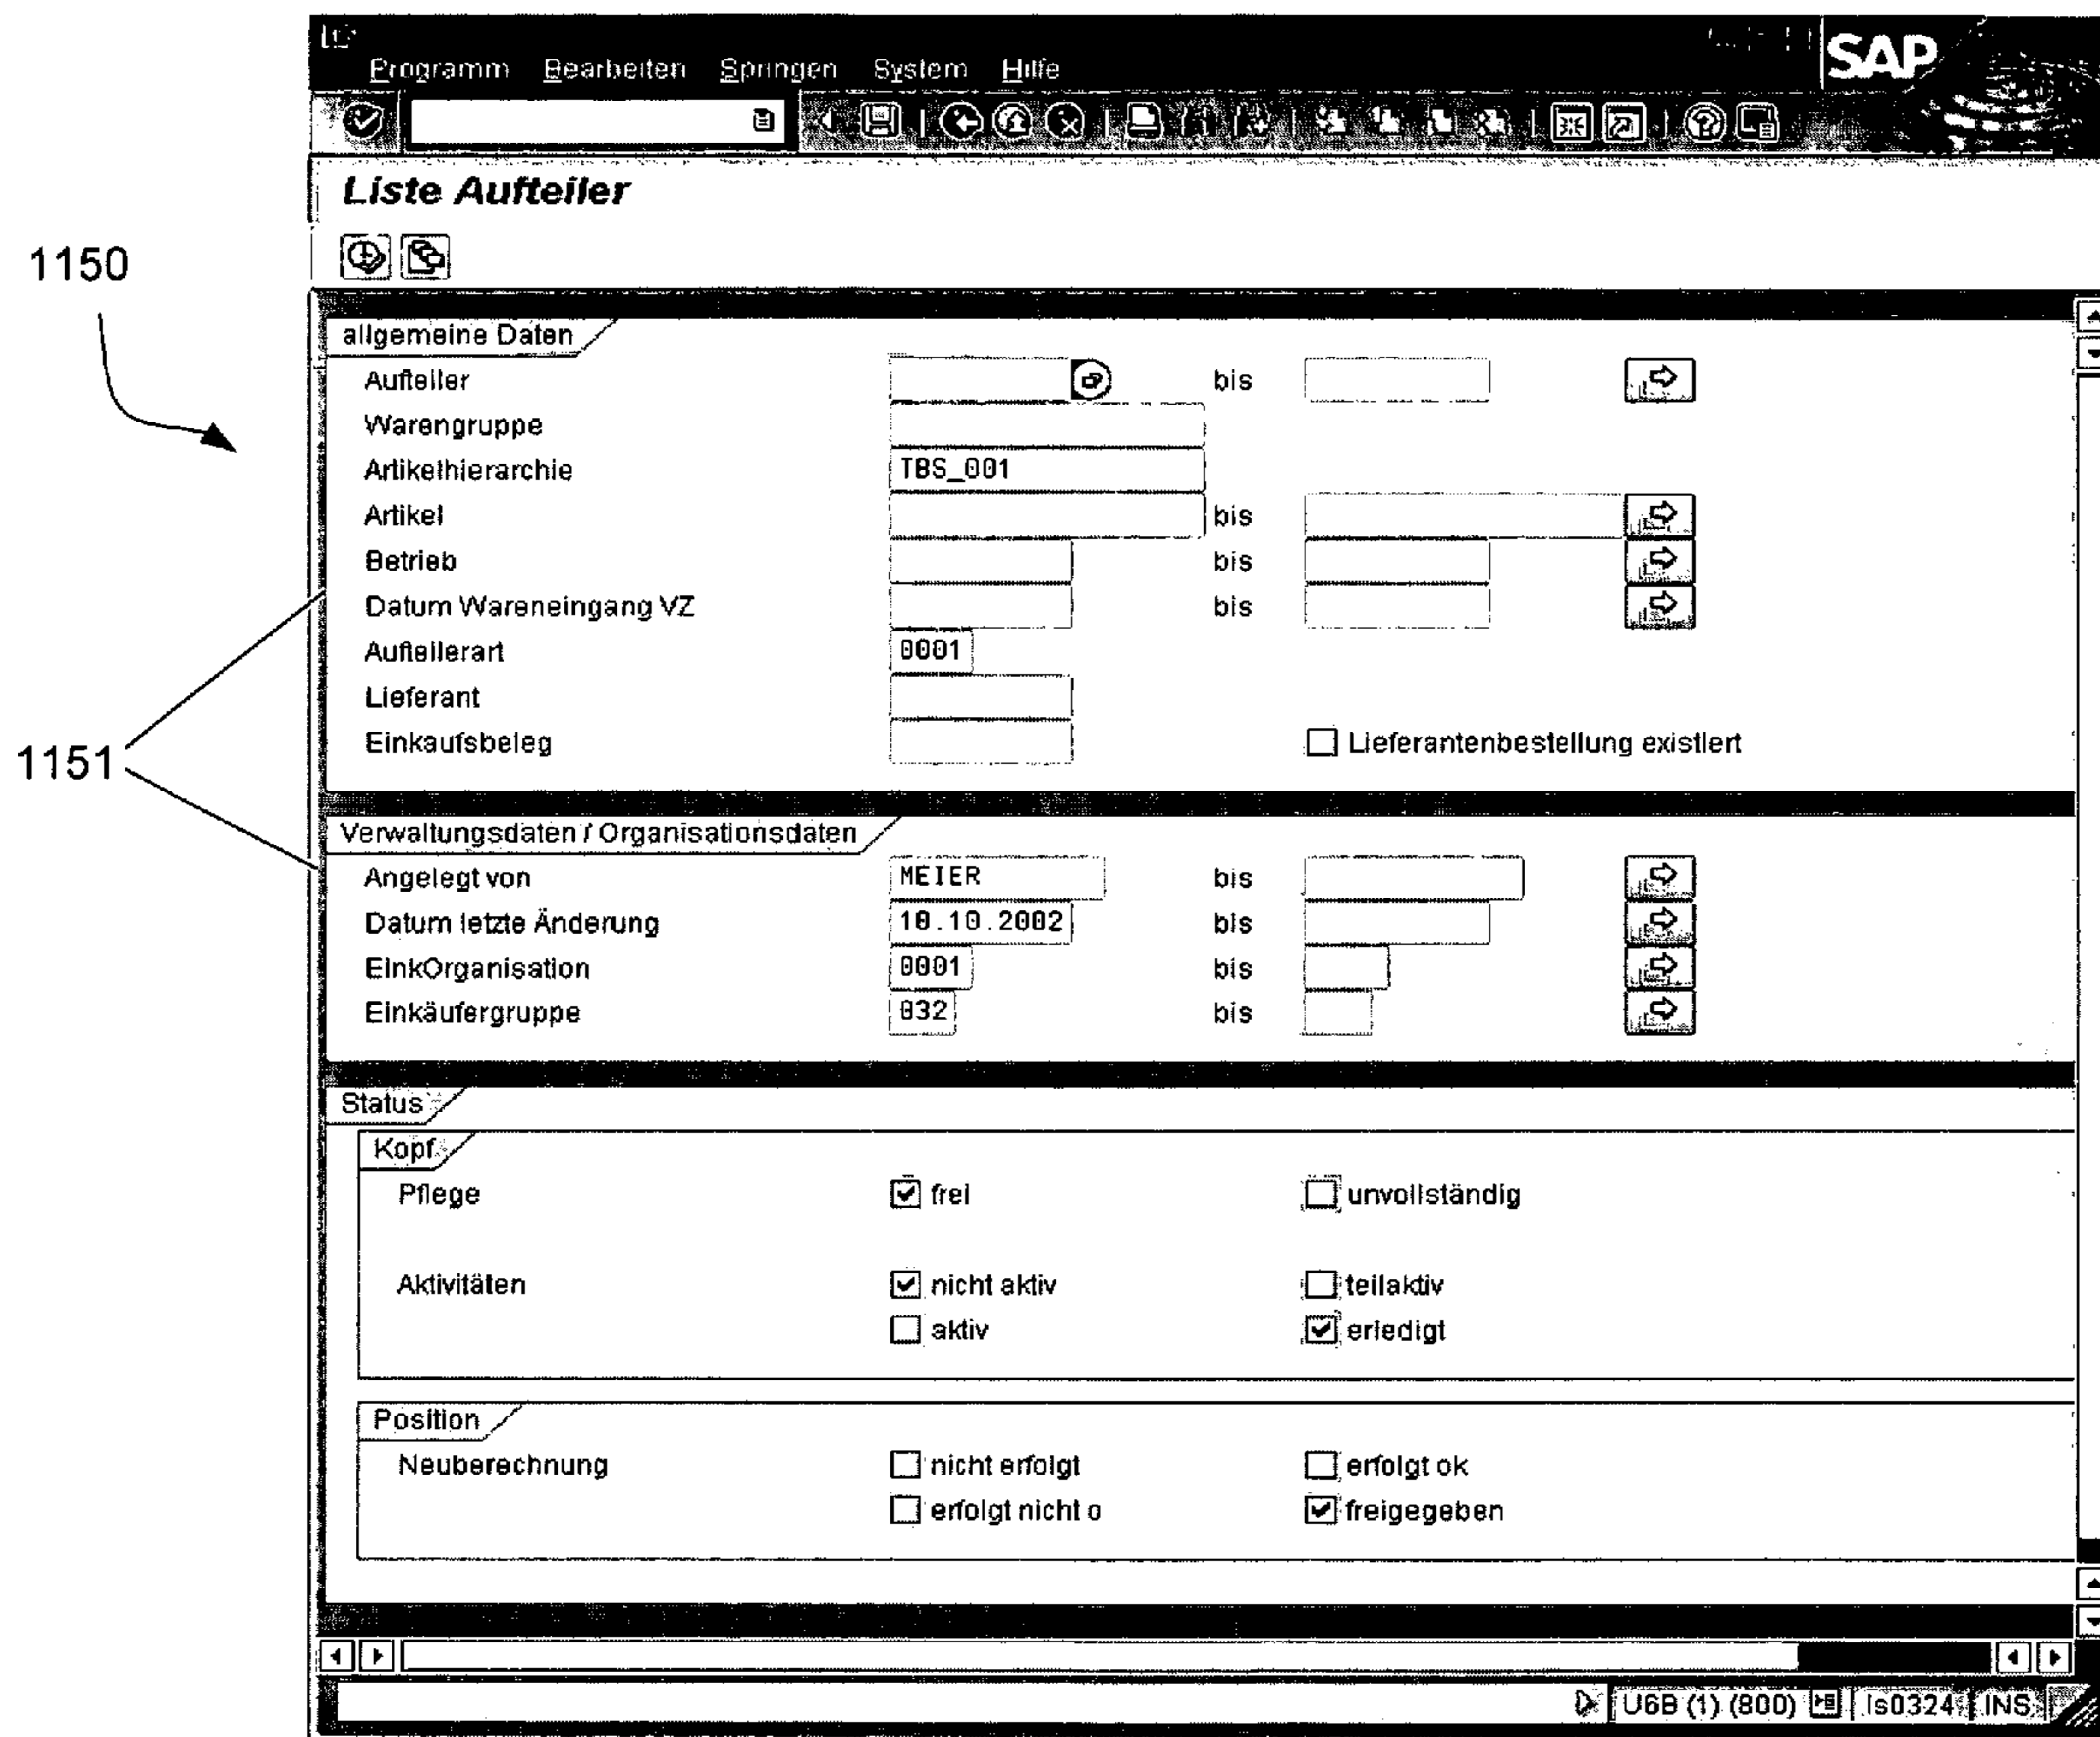 Programm Bearbeiten Springen System Hilfe
SAP
Liste Aufteiler
1150
allgemeine Daten
Aufteiler bis
Warengruppe
Artikelhierarchie TBS_001
Artikel bis
Betrieb bis
Datum Wareneingang VZ bis
Aufteilerart 0001
Lieferant
Einkaufsbeleg Lieferantenbestellung existiert
1151
Verwaltungsdaten / Organisationsdaten
Angelegt von MEIER bis
Datum letzte Änderung 10.10.2002 bis
EinkOrganisation 0001 bis
Einkäufergruppe 032 bis
Status
Kopf
Pflege frei unvollständig
Aktivitäten nicht aktiv teilaktiv
aktiv erledigt
Position
Neuberechnung nicht erfolgt erfolgt ok
erfolgt nicht o freigegeben
U6B (1) (800) ls0324 INS